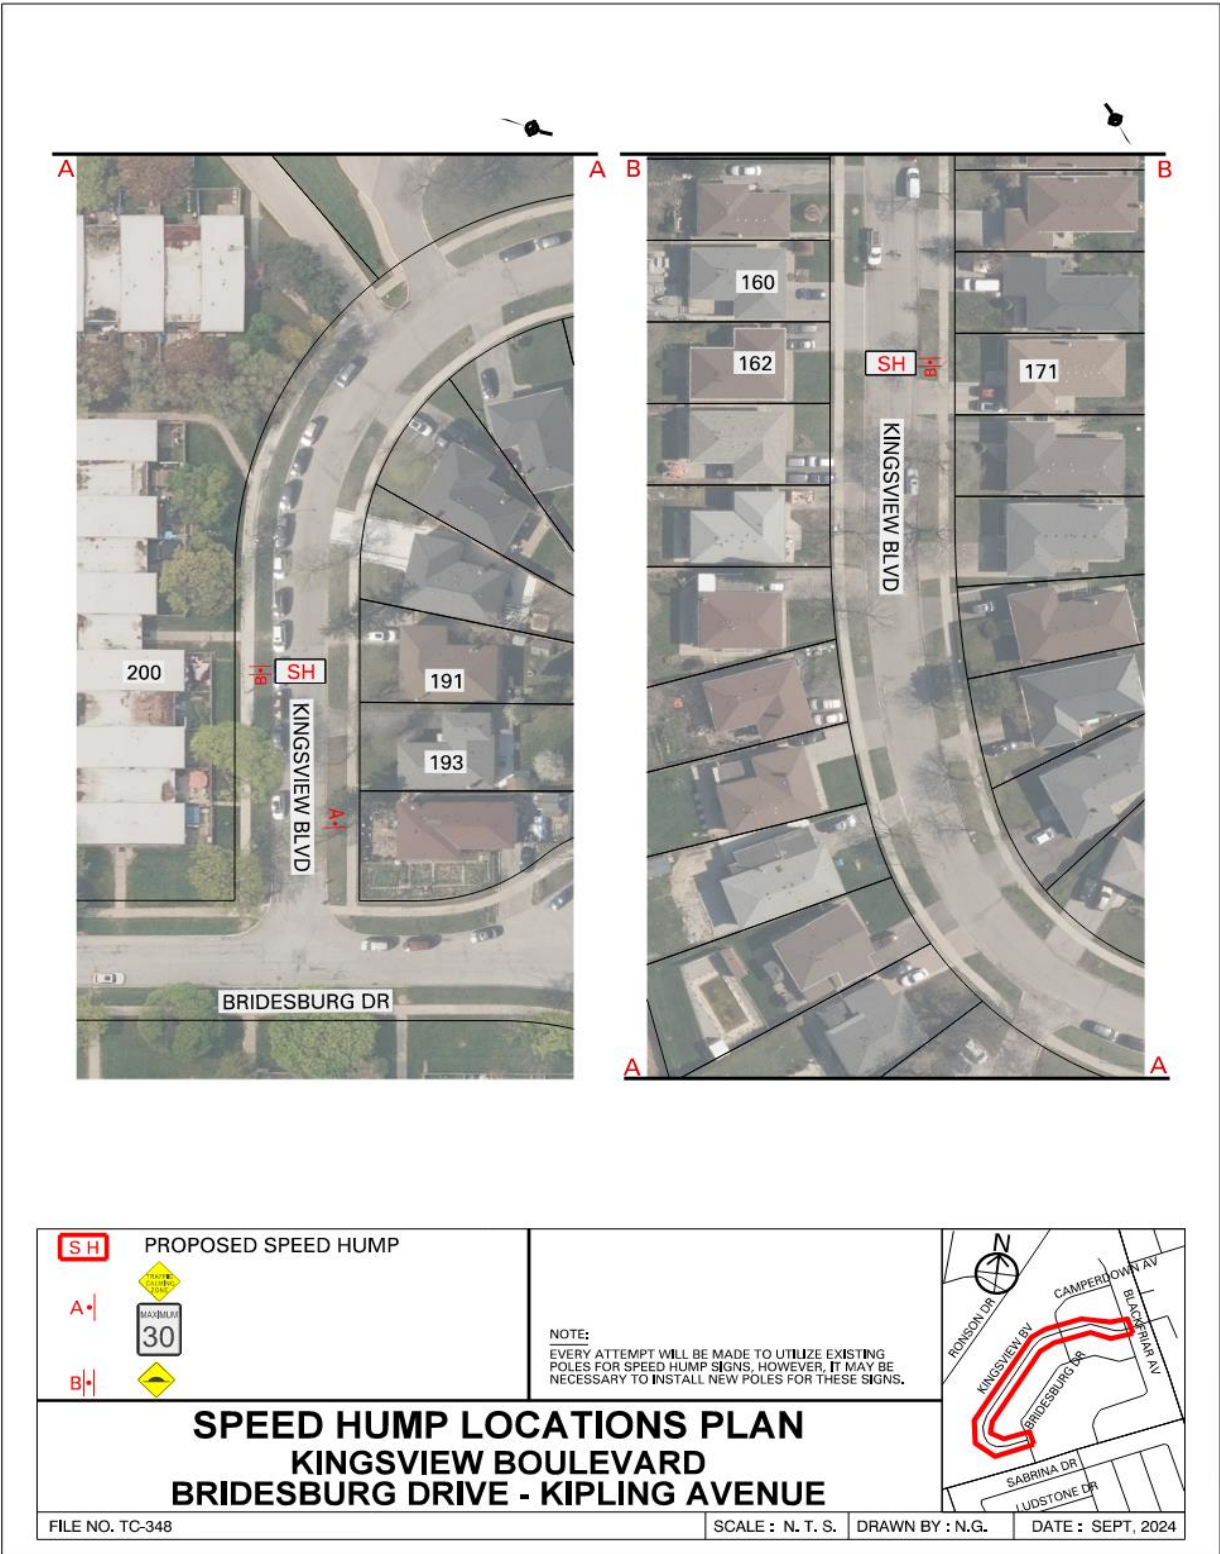 A
A
B
B
160
162
171
SH
B
KINGSVIEW BLVD
200
B
SH
191
193
KINGSVIEW BLVD
A
BRIDESBURG DR
A
A
S H
PROPOSED SPEED HUMP
A
TRAFFIC
CALMING
ZONE
MAXIMUM
30
B
NOTE:
EVERY ATTEMPT WILL BE MADE TO UTILIZE EXISTING
POLES FOR SPEED HUMP SIGNS, HOWEVER, IT MAY BE
NECESSARY TO INSTALL NEW POLES FOR THESE SIGNS.
N
CAMPERDOWN AV
RONSON DR
BLACKFRIAR AV
KINGSVIEW BV
BRIDESBURG DR
SABRINA DR
LUDSTONE DR
SPEED HUMP LOCATIONS PLAN
KINGSVIEW BOULEVARD
BRIDESBURG DRIVE - KIPLING AVENUE
FILE NO. TC-348
SCALE : N. T. S.
DRAWN BY : N.G.
DATE : SEPT, 2024